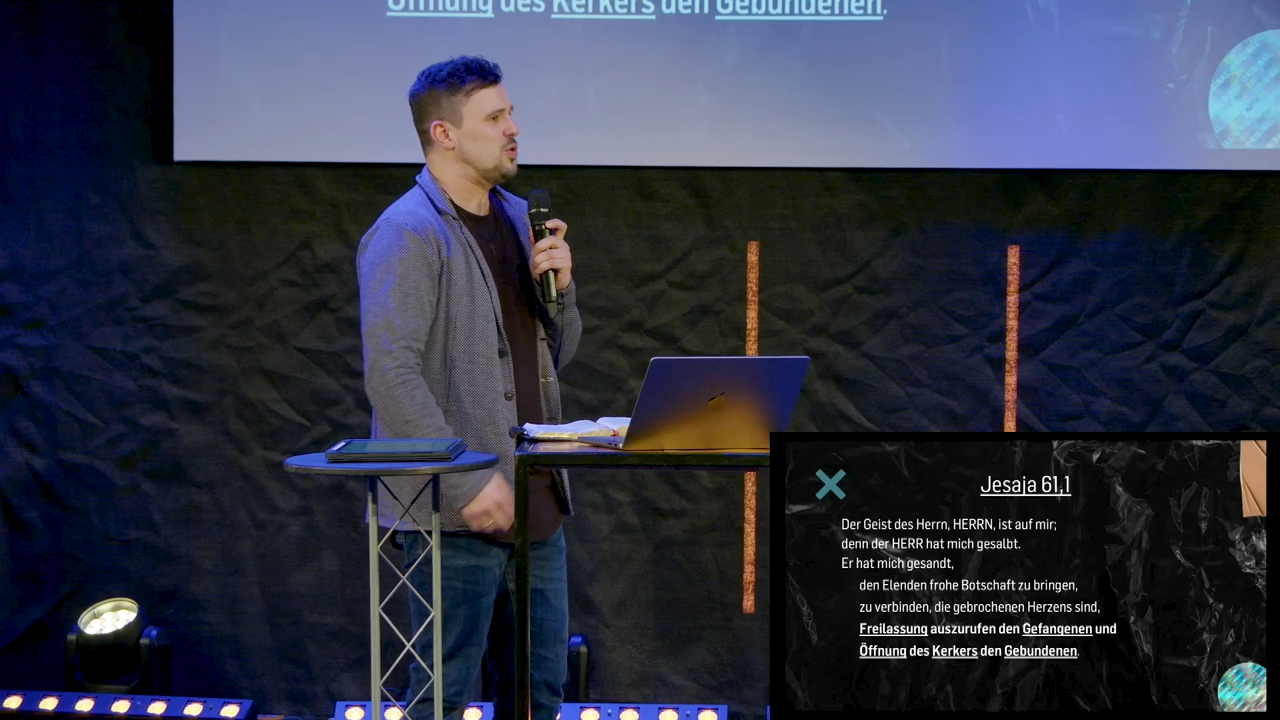 Öffnung des Kerkers den Gebundenen.
Jesaja 61,1
Der Geist des Herrn, HERRN, ist auf mir;
denn der HERR hat mich gesalbt.
Er hat mich gesandt,
den Elenden frohe Botschaft zu bringen,
zu verbinden, die gebrochenen Herzens sind,
Freilassung auszurufen den Gefangenen und
Öffnung des Kerkers den Gebundenen.